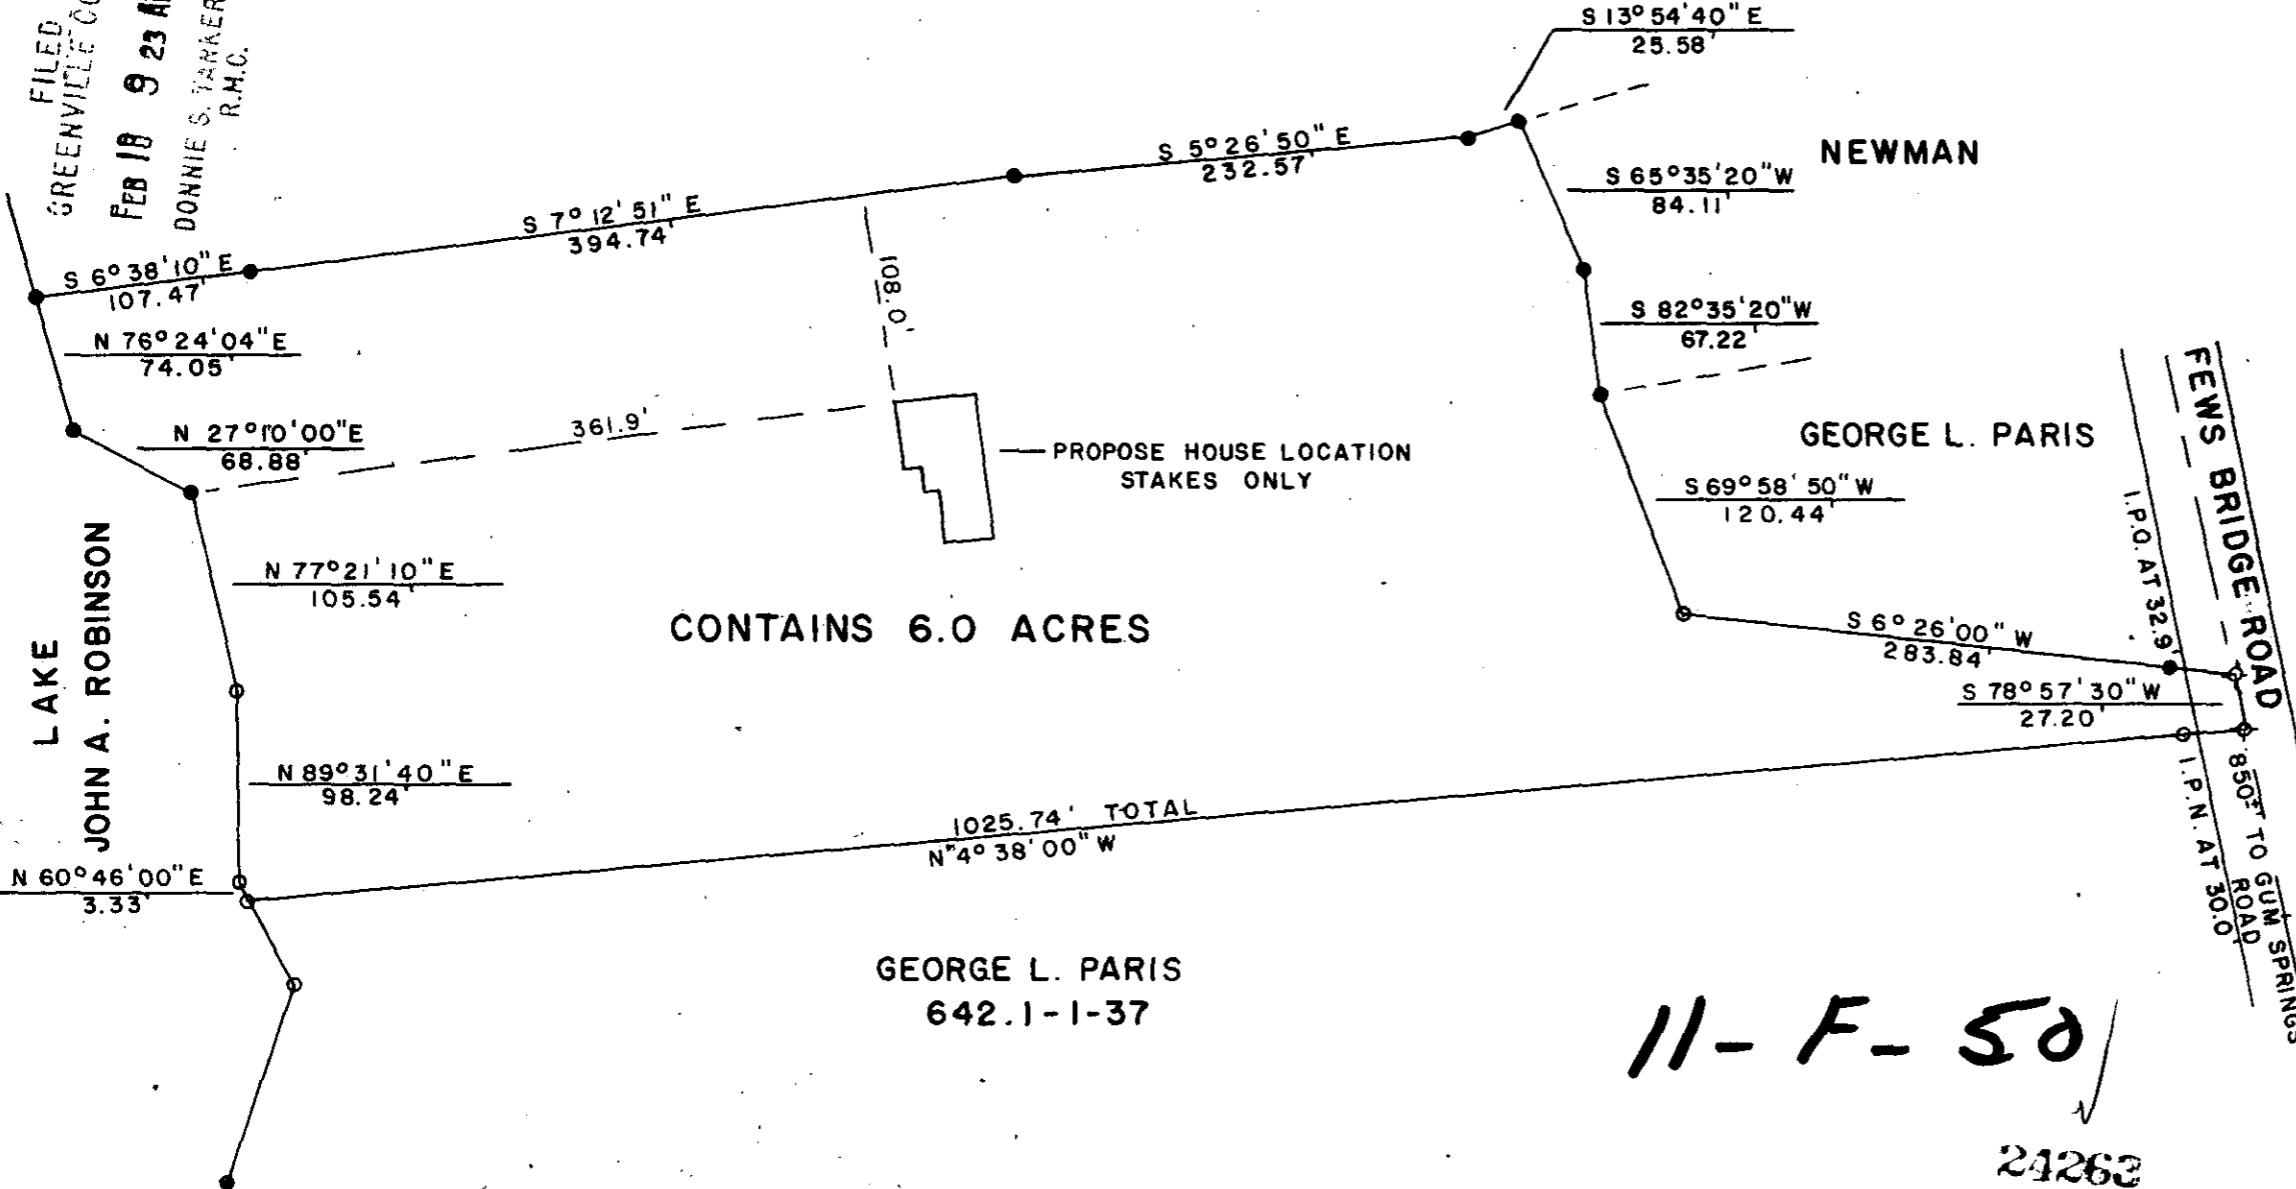 FILED
GREENVILLE CO
FEB 18 9 23 AM
DONNIE S. TANKER
R.M.C.
S 13°54'40" E
25.58'
NEWMAN
S 5°26'50" E
232.57'
S 65°35'20"W
84.11'
S 7°12'51" E
394.74'
S 6°38'10" E
107.47'
108.0'
N 76°24'04"E
74.05'
S 82°35'20"W
67.22'
FEWS BRIDGE ROAD
N 27°10'00"E
68.88'
361.9'
PROPOSE HOUSE LOCATION
STAKES ONLY
GEORGE L. PARIS
S 69°58'50" W
120.44'
I.P.O. AT 32.9'
N 77°21'10"E
105.54'
LAKE
JOHN A. ROBINSON
CONTAINS 6.0 ACRES
S 6°26'00" W
283.84'
S 78°57'30" W
27.20'
N 89°31'40"E
98.24'
1025.74' TOTAL
N 4°38'00" W
850'± TO GUM SPRINGS
ROAD
I.P.N. AT 30.0'
N 60°46'00"E
3.33'
GEORGE L. PARIS
642.1-1-37
11-F-50
24263